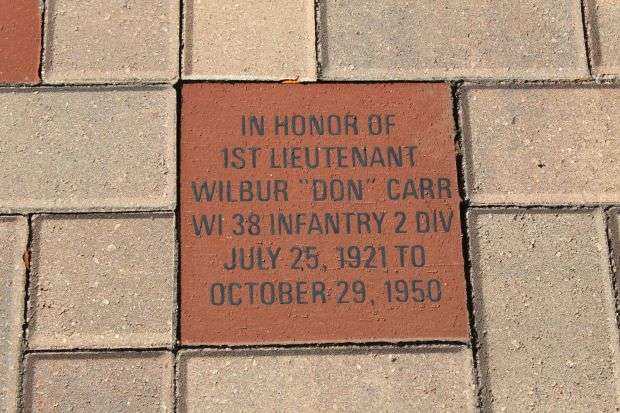 IN HONOR OF
1ST LIEUTENANT
WILBUR "DON" CARR
WI 38 INFANTRY 2 DIV
JULY 25, 1921 TO
OCTOBER 29, 1950